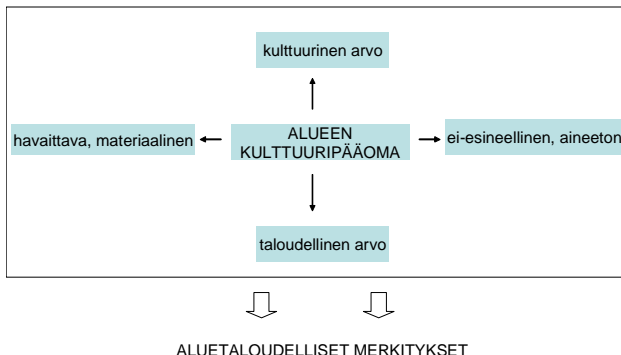 kulttuurinen arvo
havaittava, materiaalinen
ALUEEN
KULTTUURIPÄÄOMA
ei-esineellinen, aineeton
taloudellinen arvo
ALUETALOUDELLISET MERKITYKSET